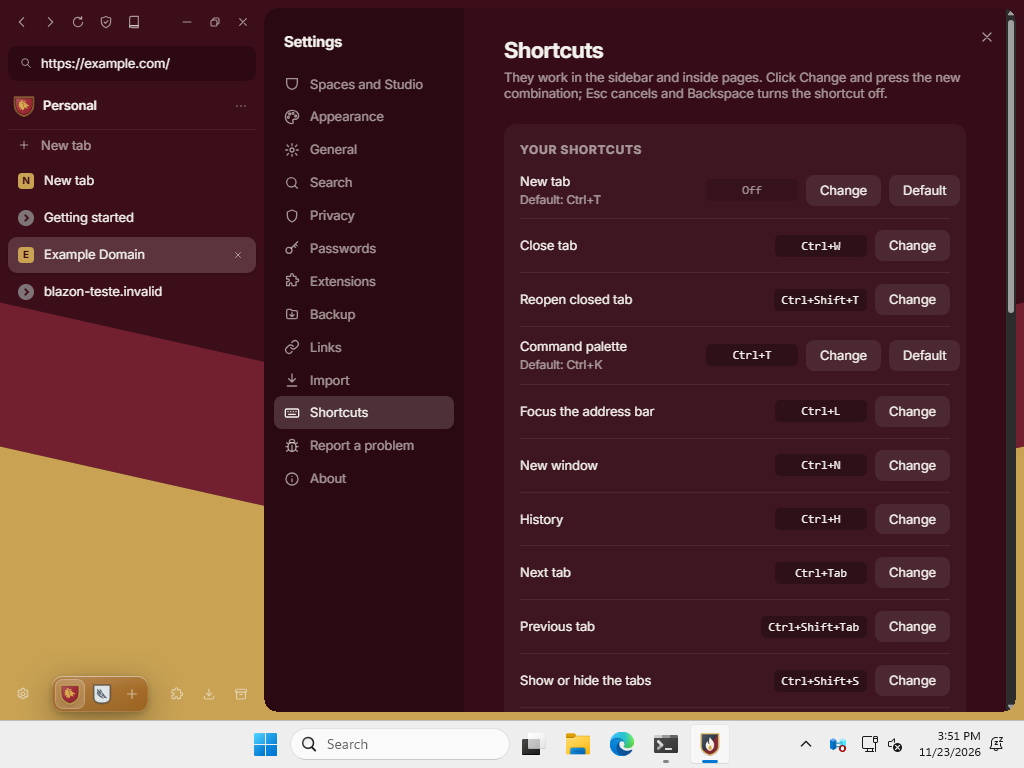 https://example.com/
Personal
New tab
N
New tab
Getting started
E
Example Domain
blazon-teste.invalid
Settings
Spaces and Studio
Appearance
General
Search
Privacy
Passwords
Extensions
Backup
Links
Import
Shortcuts
Report a problem
About
Shortcuts
They work in the sidebar and inside pages. Click Change and press the new
combination; Esc cancels and Backspace turns the shortcut off.
YOUR SHORTCUTS
New tab
Default: Ctrl+T
Off
Change
Default
Close tab
Ctrl+W
Change
Reopen closed tab
Ctrl+Shift+T
Change
Command palette
Default: Ctrl+K
Ctrl+T
Change
Default
Focus the address bar
Ctrl+L
Change
New window
Ctrl+N
Change
History
Ctrl+H
Change
Next tab
Ctrl+Tab
Change
Previous tab
Ctrl+Shift+Tab
Change
Show or hide the tabs
Ctrl+Shift+S
Change
Search
3:51 PM
11/23/2026